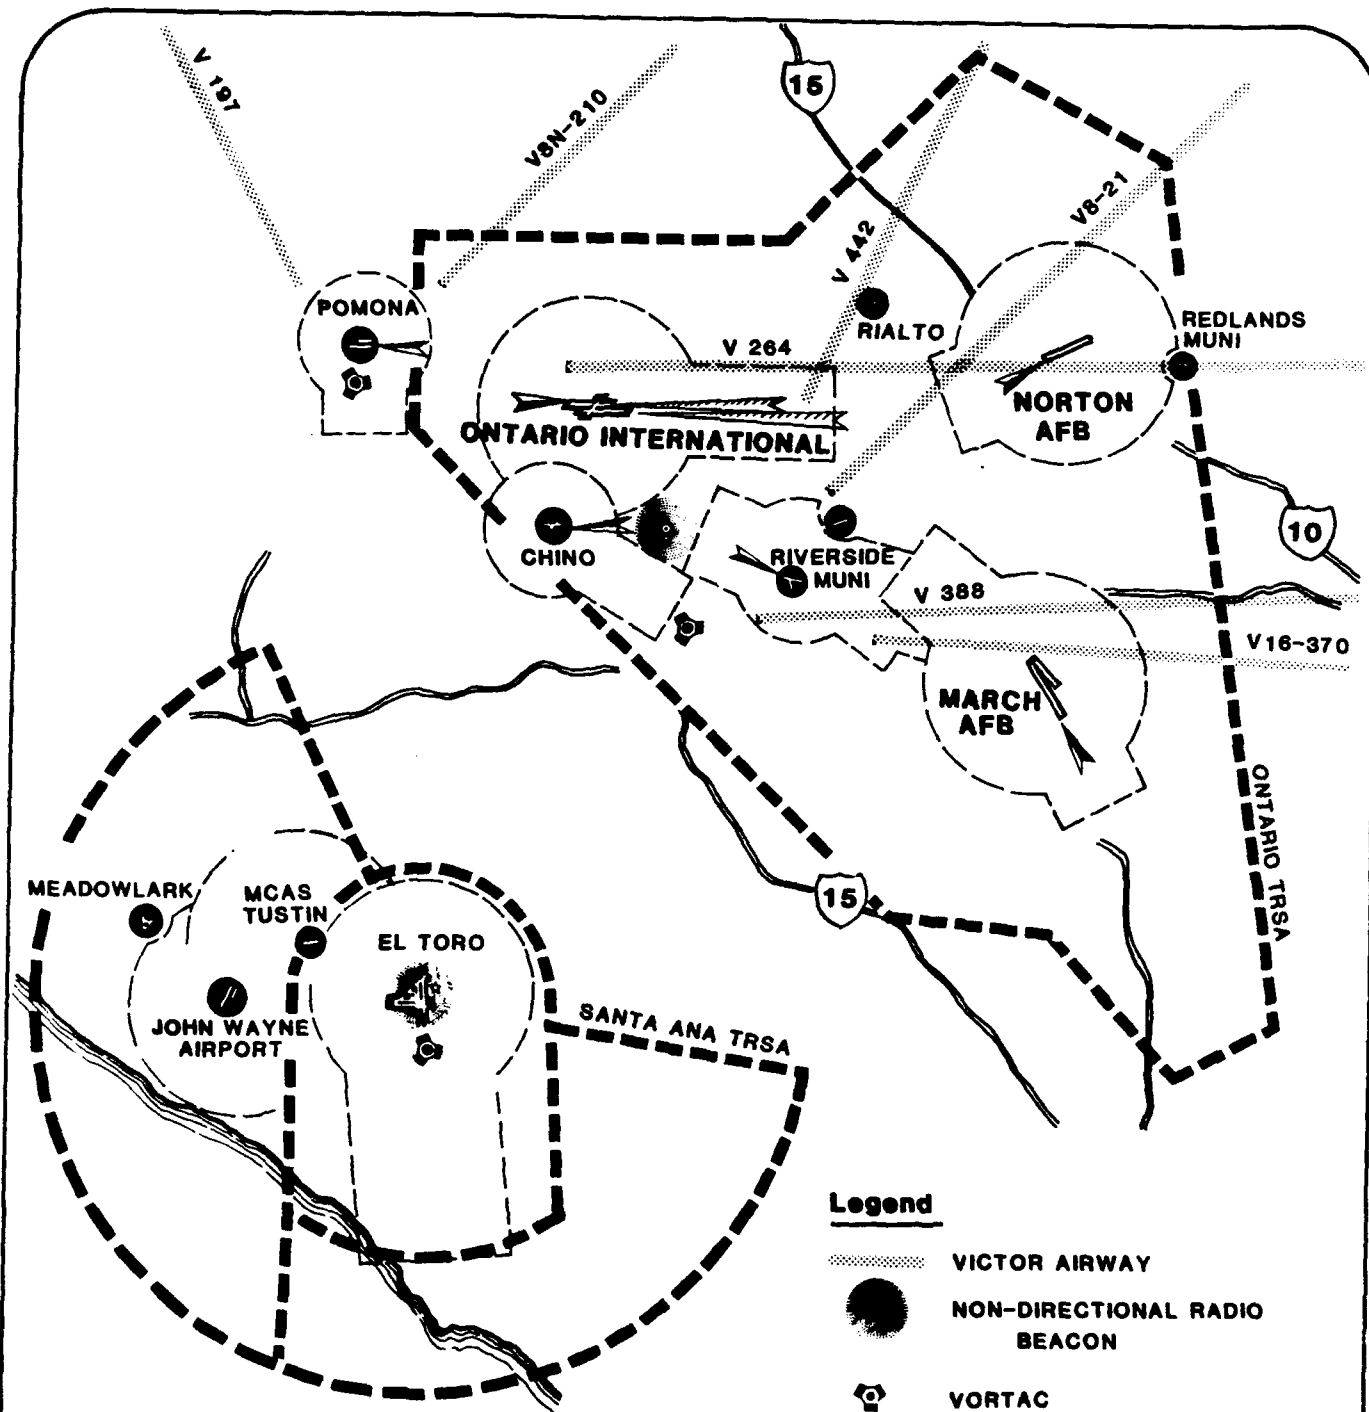 V 197
V8N-210
15
V 442
V8-21
POMONA
RIALTO
REDLANDS
MUNI
V 264
NORTON
AFB
ONTARIO INTERNATIONAL
CHINO
RIVERSIDE
MUNI
10
V 388
V16-370
MARCH
AFB
ONTARIO TRSA
15
MEADOWLARK
MCAS
TUSTIN
EL TORO
JOHN WAYNE
AIRPORT
SANTA ANA TRSA
Legend
VICTOR AIRWAY
NON-DIRECTIONAL RADIO
BEACON
VORTAC